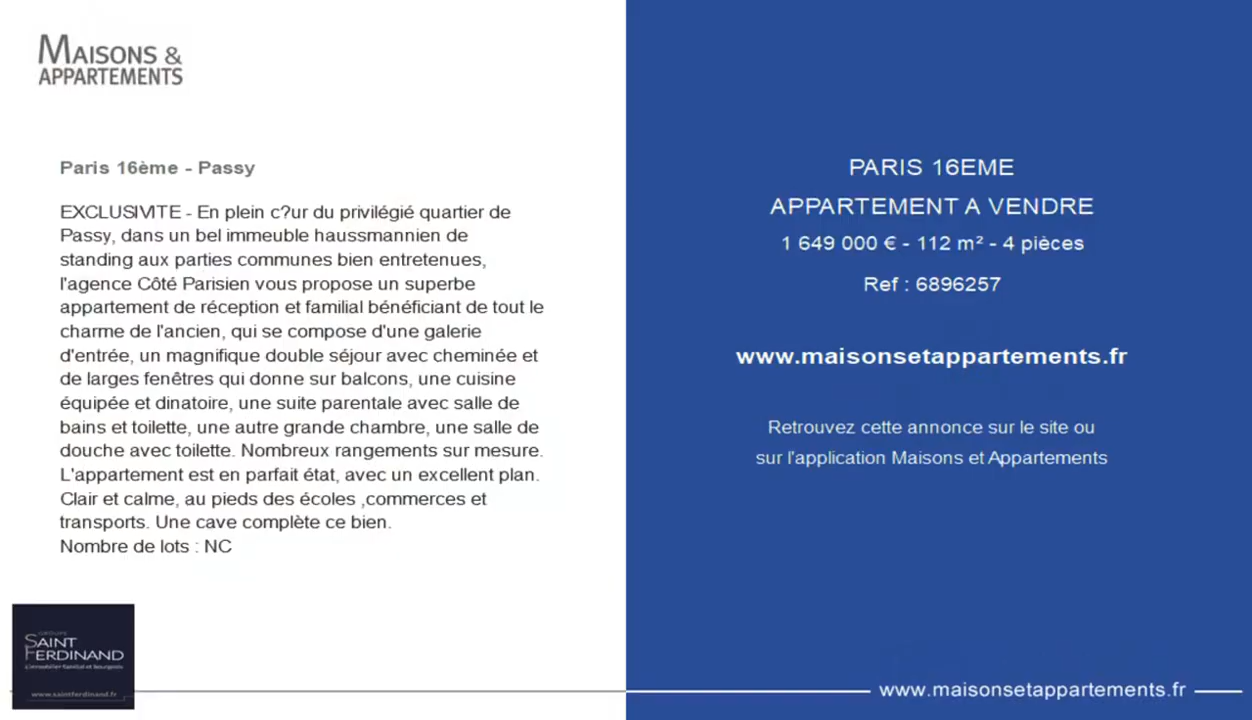 MAISONS &
APPARTEMENTS
Paris 16ème - Passy
EXCLUSIVITE - En plein c?ur du privilégié quartier de
Passy, dans un bel immeuble haussmannien de
standing aux parties communes bien entretenues,
l'agence Côté Parisien vous propose un superbe
appartement de réception et familial bénéficiant de tout le
charme de l'ancien, qui se compose d'une galerie
d'entrée, un magnifique double séjour avec cheminée et
de larges fenêtres qui donne sur balcons, une cuisine
équipée et dinatoire, une suite parentale avec salle de
bains et toilette, une autre grande chambre, une salle de
douche avec toilette. Nombreux rangements sur mesure.
L'appartement est en parfait état, avec un excellent plan.
Clair et calme, au pieds des écoles ,commerces et
transports. Une cave complète ce bien.
Nombre de lots : NC
GROUPE
SAINT
FERDINAND
L'immobilier familial et bourgeois
www.saintferdinand.fr
PARIS 16EME
APPARTEMENT A VENDRE
1 649 000 € - 112 m² - 4 pièces
Ref : 6896257
www.maisonsetappartements.fr
Retrouvez cette annonce sur le site ou
sur l'application Maisons et Appartements
www.maisonsetappartements.fr